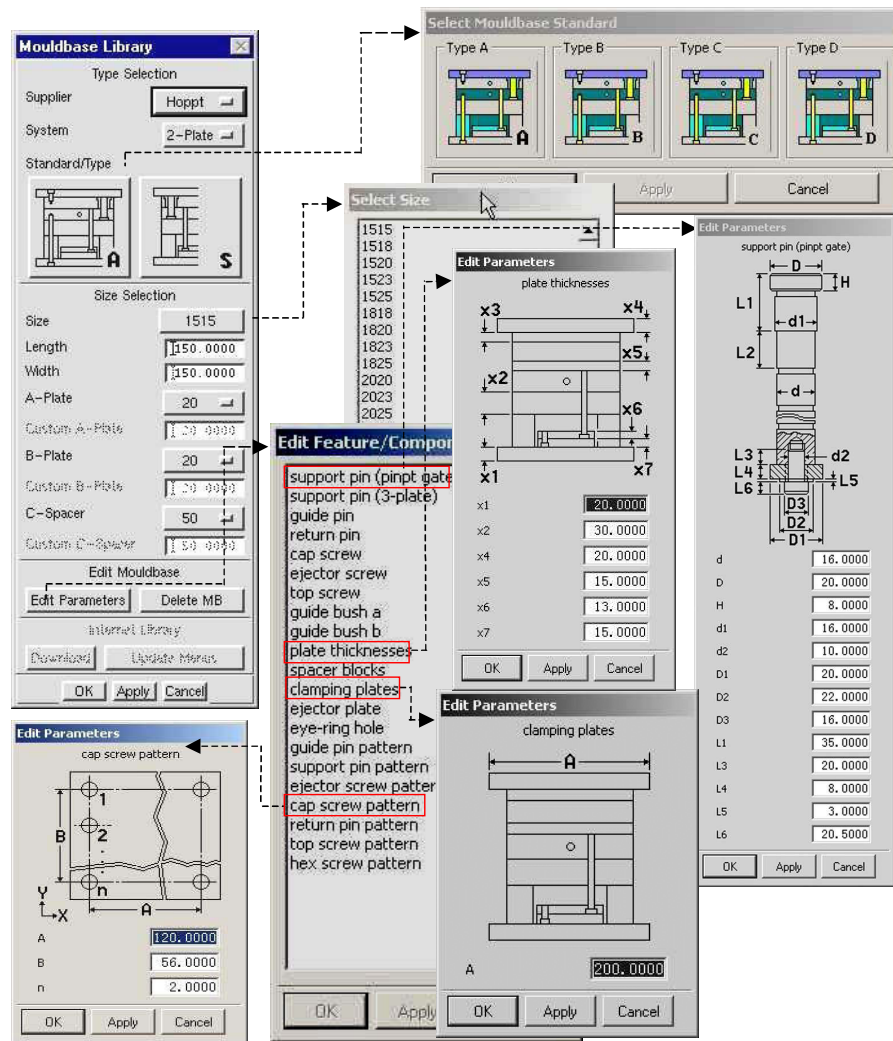 Mouldbase Library
Type Selection
Supplier
Hoppt
System
2-Plate
Standard/Type
A
S
Size Selection
Size
1515
Length
150.0000
Width
150.0000
A-Plate
20
Custom A-Plate
20.0000
B-Plate
20
Custom B-Plate
20.0000
C-Spacer
50
Custom C-Spacer
50.0000
Edit Mouldbase
Edit Parameters
Delete MB
Internet Library
Download
Update Menus
OK
Apply
Cancel
Select Mouldbase Standard
Type A
Type B
Type C
Type D
A
B
C
D
Apply
Cancel
Select Size
1515
1518
1520
1523
1525
1818
1820
1823
1825
2020
2023
2025
Edit Feature/Compor
support pin (pinpt gate
support pin (3-plate)
guide pin
return pin
cap screw
ejector screw
top screw
guide bush a
guide bush b
plate thicknesses
spacer blocks
clamping plates
ejector plate
eye-ring hole
guide pin pattern
support pin pattern
ejector screw patter
cap screw pattern
return pin pattern
top screw pattern
hex screw pattern
OK
Apply
Edit Parameters
plate thicknesses
x3
x4
x5
x2
x6
x1
x7
x1 20.0000
x2 30.0000
x4 20.0000
x5 15.0000
x6 13.0000
x7 15.0000
OK
Apply
Cancel
Edit Parameters
support pin (pinpt gate)
D
H
L1
d1
L2
d
L3
d2
L4
L5
L6
D3
D2
D1
d 16.0000
D 20.0000
H 8.0000
d1 16.0000
d2 10.0000
D1 20.0000
D2 22.0000
D3 16.0000
L1 35.0000
L3 20.0000
L4 8.0000
L5 3.0000
L6 20.5000
OK
Apply
Cancel
Edit Parameters
clamping plates
A
A 200.0000
OK
Apply
Cancel
Edit Parameters
cap screw pattern
1
B
2
n
Y
X
A
A 120.0000
B 56.0000
n 2.0000
OK
Apply
Cancel